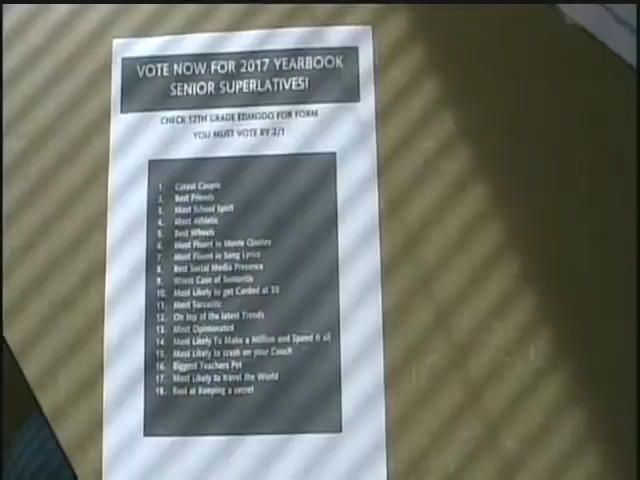 VOTE NOW FOR 2017 YEARBOOK
SENIOR SUPERLATIVES!
CHECK 12TH GRADE EDMODO FOR FORM
YOU MUST VOTE BY 2/1
1. Cutest Couple
2. Best Friends
3. Most School Spirit
4. Most Athletic
5. Best Wheels
6. Most Fluent in Movie Quotes
7. Most Fluent in Song Lyrics
8. Best Social Media Presence
9. Worst Case of Senioritis
10. Most Likely to get Carded at 30
11. Most Sarcastic
12. On Top of the latest Trends
13. Most Opinionated
14. Most Likely To Make a Million and Spend it all
15. Most Likely to crash on your Couch
16. Biggest Teachers Pet
17. Most Likely to travel the World
18. Best at Keeping a secret